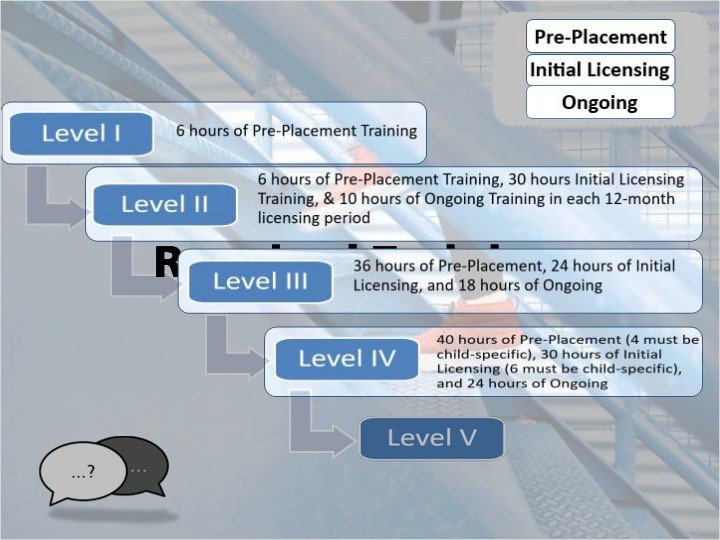 Pre-Placement
Initial Licensing
Ongoing
Level I
6 hours of Pre-Placement Training
Level II
6 hours of Pre-Placement Training, 30 hours Initial Licensing
Training, & 10 hours of Ongoing Training in each 12-month
licensing period
Level III
36 hours of Pre-Placement, 24 hours of Initial
Licensing, and 18 hours of Ongoing
Level IV
40 hours of Pre-Placement (4 must be
child-specific), 30 hours of Initial
Licensing (6 must be child-specific),
and 24 hours of Ongoing
Level V
...?
...